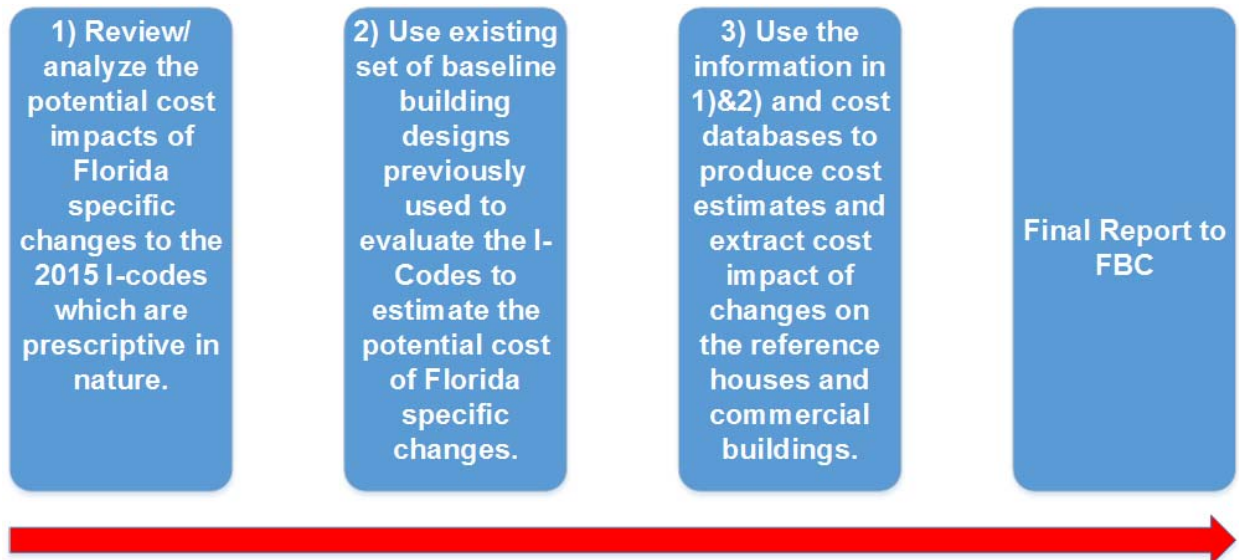 1) Review/
analyze the
potential cost
impacts of
Florida
specific
changes to the
2015 I-codes
which are
prescriptive in
nature.
2) Use existing
set of baseline
building
designs
previously
used to
evaluate the I-
Codes to
estimate the
potential cost
of Florida
specific
changes.
3) Use the
information in
1)&2) and cost
databases to
produce cost
estimates and
extract cost
impact of
changes on
the reference
houses and
commercial
buildings.
Final Report to
FBC